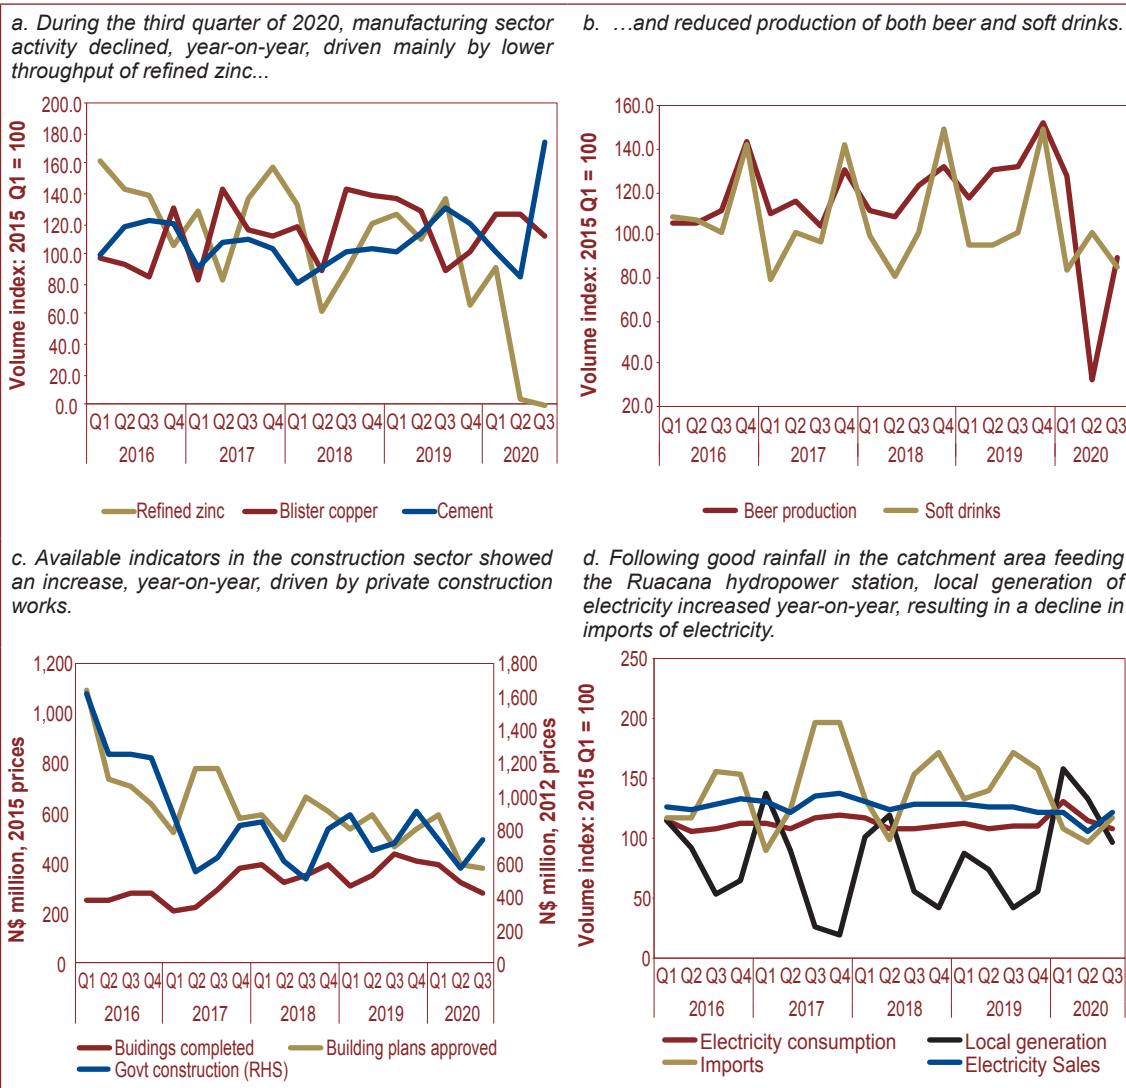 a. During the third quarter of 2020, manufacturing sector
activity declined, year-on-year, driven mainly by lower
throughput of refined zinc...
Volume index: 2015 Q1 = 100
200.0
180.0
160.0
140.0
120.0
100.0
80.0
60.0
40.0
20.0
0.0
Q1 Q2 Q3 Q4 Q1 Q2 Q3 Q4 Q1 Q2 Q3 Q4 Q1 Q2 Q3 Q4 Q1 Q2 Q3
2016 2017 2018 2019 2020
Refined zinc Blister copper Cement
b. ...and reduced production of both beer and soft drinks.
Volume index: 2015 Q1 = 100
160.0
140.0
120.0
100.0
80.0
60.0
40.0
20.0
Q1 Q2 Q3 Q4 Q1 Q2 Q3 Q4 Q1 Q2 Q3 Q4 Q1 Q2 Q3 Q4 Q1 Q2 Q3
2016 2017 2018 2019 2020
Beer production Soft drinks
c. Available indicators in the construction sector showed
an increase, year-on-year, driven by private construction
works.
N$ million, 2015 prices
1,200
1,000
800
600
400
200
0
1,800
1,600
1,400
1,200
1,000
800
600
400
200
0
N$ million, 2012 prices
Q1 Q2 Q3 Q4 Q1 Q2 Q3 Q4 Q1 Q2 Q3 Q4 Q1 Q2 Q3 Q4 Q1 Q2 Q3
2016 2017 2018 2019 2020
Buidings completed Building plans approved
Govt construction (RHS)
d. Following good rainfall in the catchment area feeding
the Ruacana hydropower station, local generation of
electricity increased year-on-year, resulting in a decline in
imports of electricity.
Volume index: 2015 Q1 = 100
250
200
150
100
50
0
Q1 Q2 Q3 Q4 Q1 Q2 Q3 Q4 Q1 Q2 Q3 Q4 Q1 Q2 Q3 Q4 Q1 Q2 Q3
2016 2017 2018 2019 2020
Electricity consumption Local generation
Imports Electricity Sales